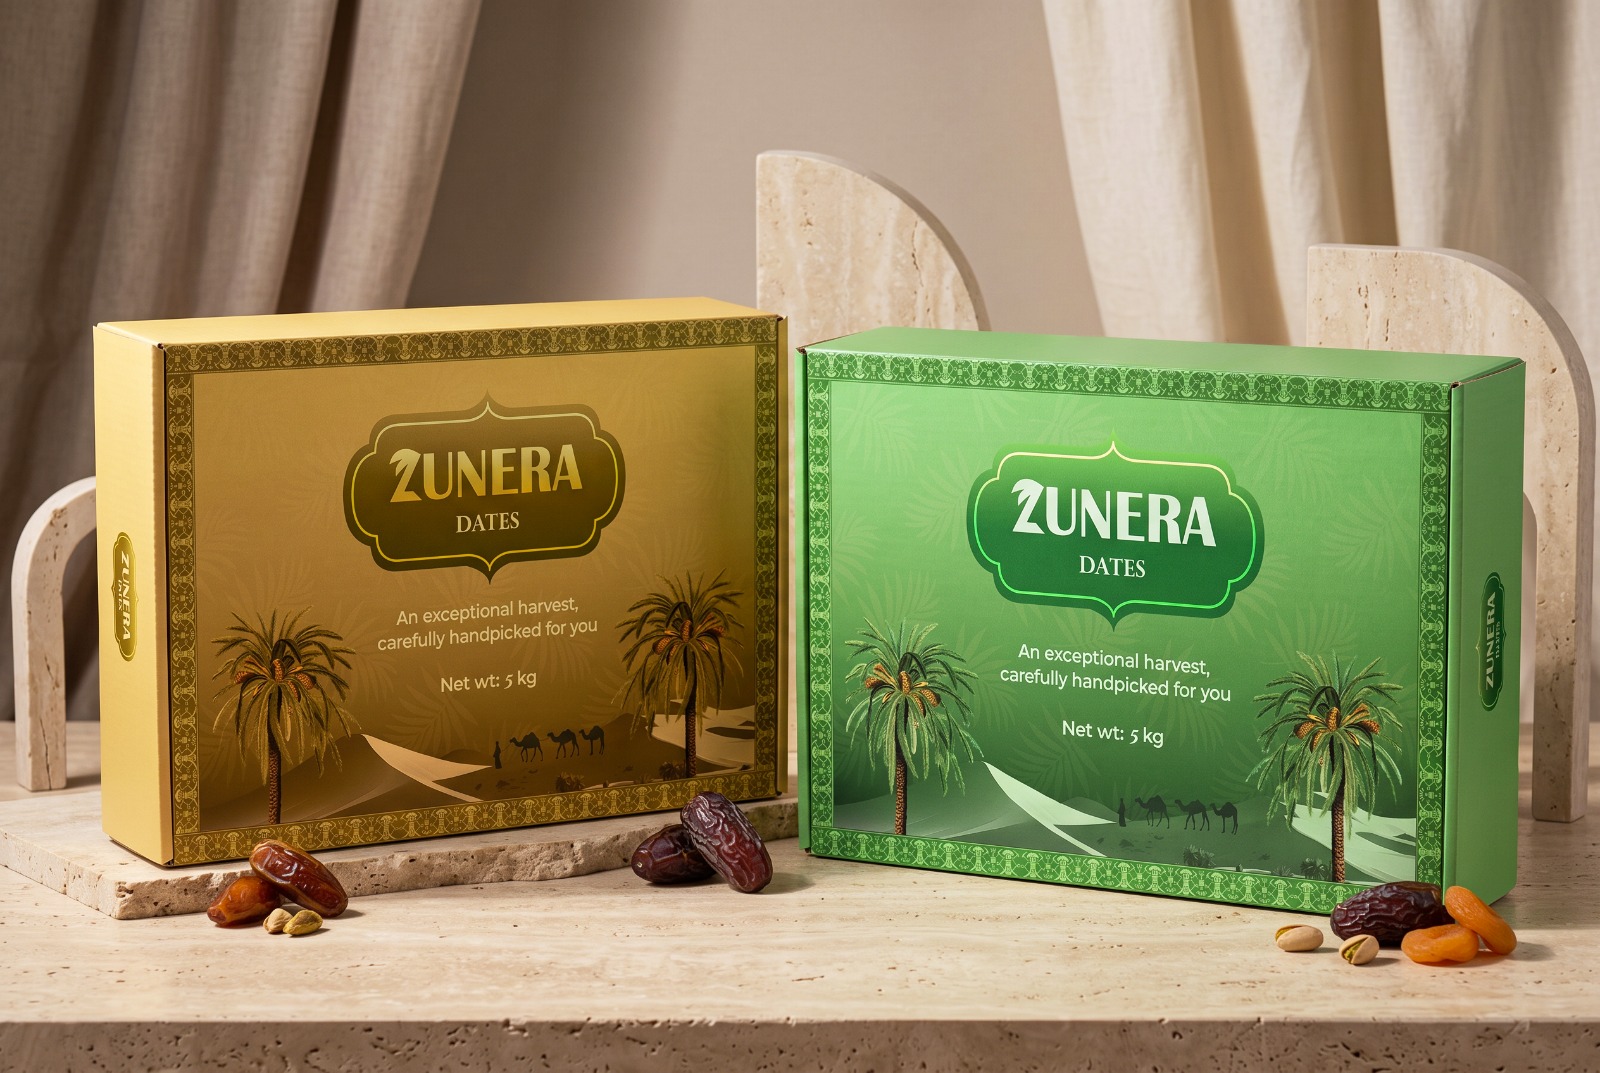 ZUNERA
DATES
An exceptional harvest,
carefully handpicked for you
Net wt: 5 kg
ZUNERA
ZUNERA
DATES
An exceptional harvest,
carefully handpicked for you
Net wt: 5 kg
ZUNERA